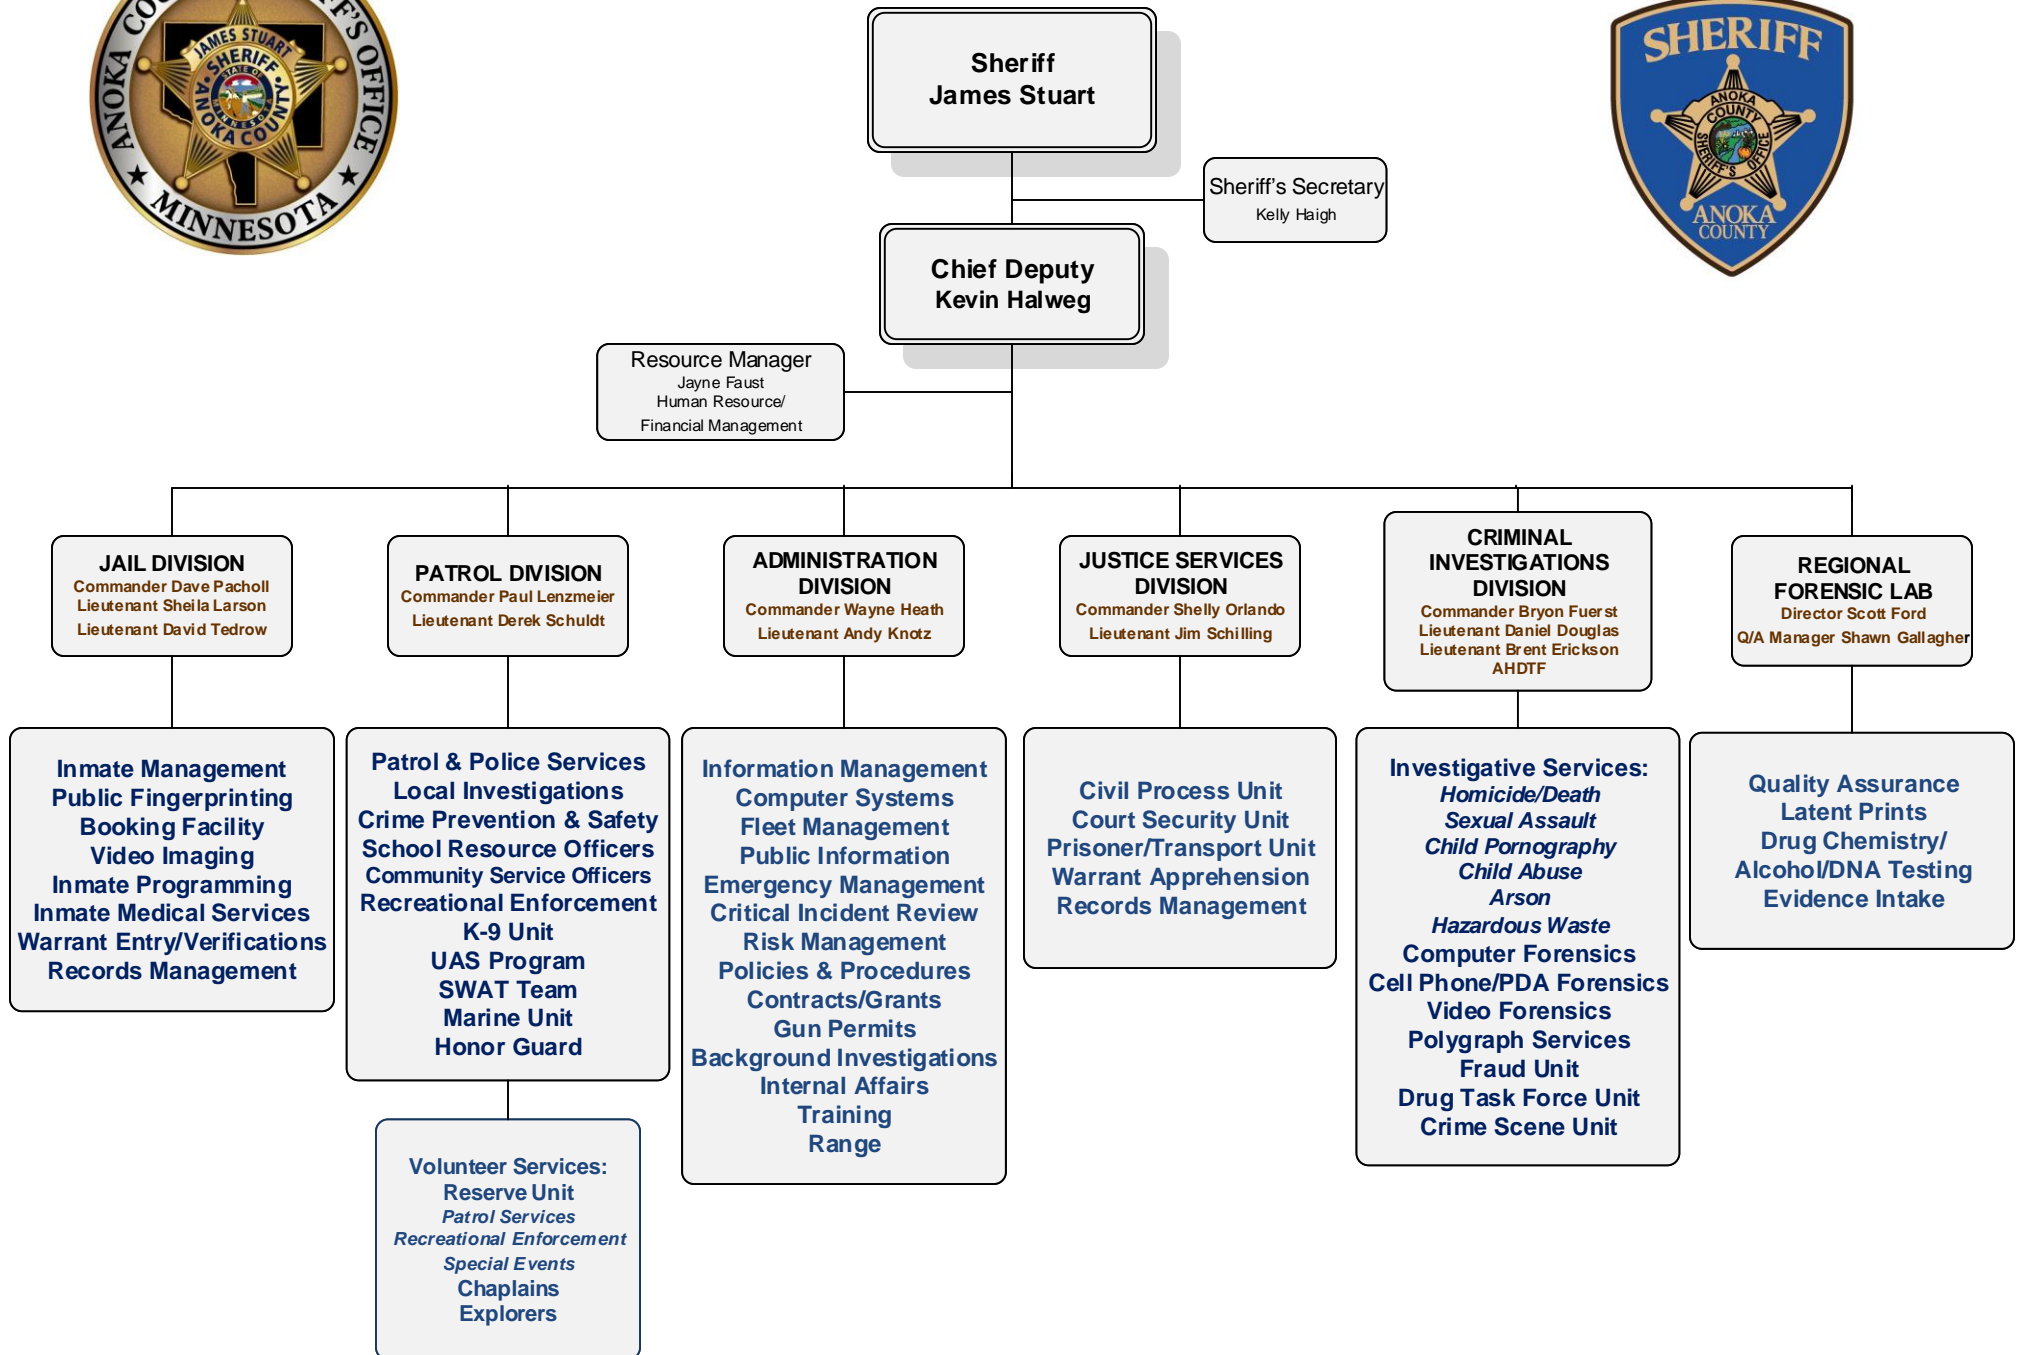 ANOKA COUNTY SHERIFF'S OFFICE
JAMES STUART
SHERIFF
STATE OF
MINNESOTA
ANOKA COUNTY
MINNESOTA
Sheriff
James Stuart
SHERIFF
ANOKA
COUNTY
SHERIFF'S OFFICE
ANOKA
COUNTY
Sheriff's Secretary
Kelly Haigh
Chief Deputy
Kevin Halweg
Resource Manager
Jayne Faust
Human Resource/
Financial Management
JAIL DIVISION
Commander Dave Pacholl
Lieutenant Sheila Larson
Lieutenant David Tedrow
PATROL DIVISION
Commander Paul Lenzmeier
Lieutenant Derek Schuldt
ADMINISTRATION
DIVISION
Commander Wayne Heath
Lieutenant Andy Knotz
JUSTICE SERVICES
DIVISION
Commander Shelly Orlando
Lieutenant Jim Schilling
CRIMINAL
INVESTIGATIONS
DIVISION
Commander Bryon Fuerst
Lieutenant Daniel Douglas
Lieutenant Brent Erickson
AHDTF
REGIONAL
FORENSIC LAB
Director Scott Ford
Q/A Manager Shawn Gallagher
Inmate Management
Public Fingerprinting
Booking Facility
Video Imaging
Inmate Programming
Inmate Medical Services
Warrant Entry/Verifications
Records Management
Patrol & Police Services
Local Investigations
Crime Prevention & Safety
School Resource Officers
Community Service Officers
Recreational Enforcement
K-9 Unit
UAS Program
SWAT Team
Marine Unit
Honor Guard
Volunteer Services:
Reserve Unit
Patrol Services
Recreational Enforcement
Special Events
Chaplains
Explorers
Information Management
Computer Systems
Fleet Management
Public Information
Emergency Management
Critical Incident Review
Risk Management
Policies & Procedures
Contracts/Grants
Gun Permits
Background Investigations
Internal Affairs
Training
Range
Civil Process Unit
Court Security Unit
Prisoner/Transport Unit
Warrant Apprehension
Records Management
Investigative Services:
Homicide/Death
Sexual Assault
Child Pornography
Child Abuse
Arson
Hazardous Waste
Computer Forensics
Cell Phone/PDA Forensics
Video Forensics
Polygraph Services
Fraud Unit
Drug Task Force Unit
Crime Scene Unit
Quality Assurance
Latent Prints
Drug Chemistry/
Alcohol/DNA Testing
Evidence Intake